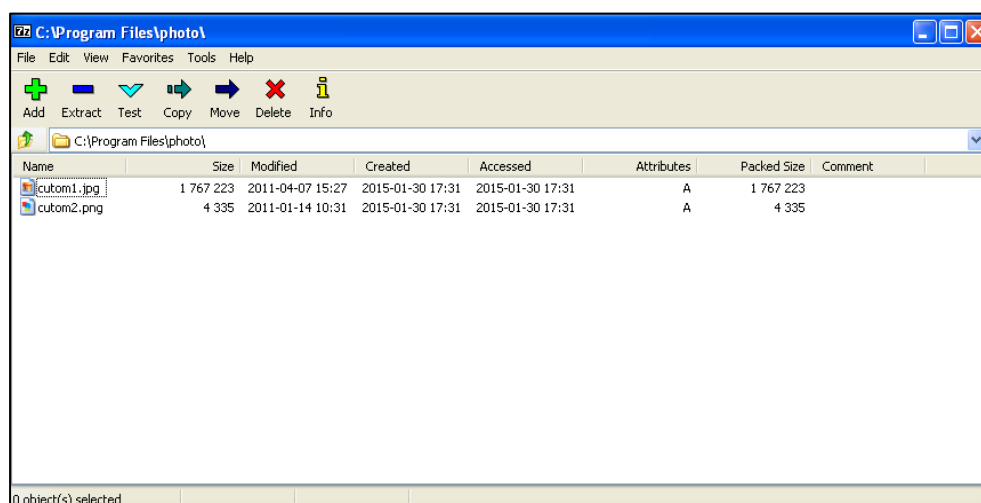 7z C:\Program Files\photo\
File Edit View Favorites Tools Help
Add Extract Test Copy Move Delete Info
C:\Program Files\photo\
Name Size Modified Created Accessed Attributes Packed Size Comment
cutom1.jpg 1 767 223 2011-04-07 15:27 2015-01-30 17:31 2015-01-30 17:31 A 1 767 223
cutom2.png 4 335 2011-01-14 10:31 2015-01-30 17:31 2015-01-30 17:31 A 4 335
0 object(s) selected